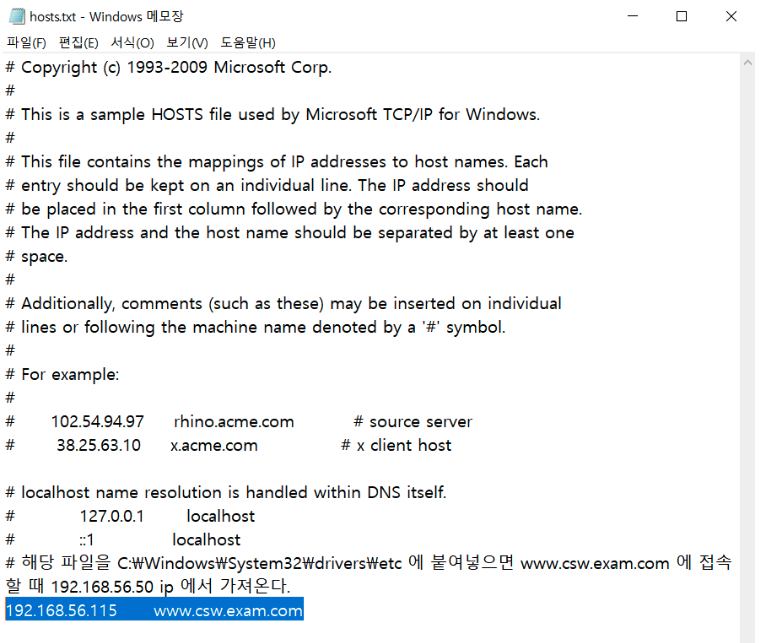 hosts.txt - Windows 메모장
파일(F) 편집(E) 서식(O) 보기(V) 도움말(H)
# Copyright (c) 1993-2009 Microsoft Corp.
#
# This is a sample HOSTS file used by Microsoft TCP/IP for Windows.
#
# This file contains the mappings of IP addresses to host names. Each
# entry should be kept on an individual line. The IP address should
# be placed in the first column followed by the corresponding host name.
# The IP address and the host name should be separated by at least one
# space.
#
# Additionally, comments (such as these) may be inserted on individual
# lines or following the machine name denoted by a '#' symbol.
#
# For example:
#
# 102.54.94.97 rhino.acme.com # source server
# 38.25.63.10 x.acme.com # x client host
# localhost name resolution is handled within DNS itself.
# 127.0.0.1 localhost
# ::1 localhost
# 해당 파일을 C:₩Windows₩System32₩drivers₩etc 에 붙여넣으면 www.csw.exam.com 에 접속
할 때 192.168.56.50 ip 에서 가져온다.
192.168.56.115 www.csw.exam.com